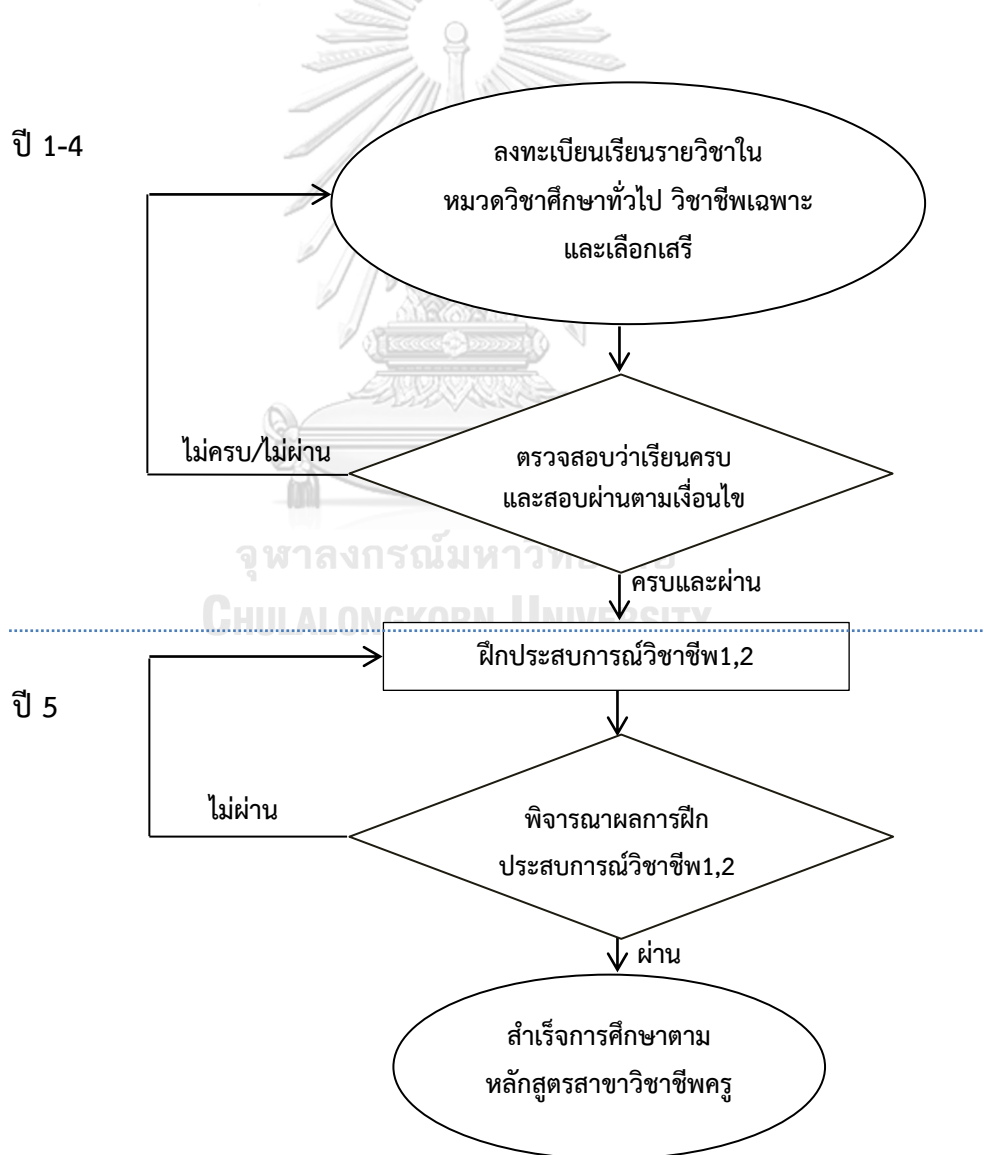 ปี 1-4
ลงทะเบียนเรียนรายวิชาใน
หมวดวิชาศึกษาทั่วไป วิชาชีพเฉพาะ
และเลือกเสรี
ไม่ครบ/ไม่ผ่าน
ตรวจสอบว่าเรียนครบ
และสอบผ่านตามเงื่อนไข
จุฬาลงกรณ์มหาวิทยาลัย
ครบและผ่าน
CHULALONGKORN UNIVERSITY
ฝึกประสบการณ์วิชาชีพ1,2
ปี 5
ไม่ผ่าน
พิจารณาผลการฝึก
ประสบการณ์วิชาชีพ1,2
ผ่าน
สำเร็จการศึกษาตาม
หลักสูตรสาขาวิชาชีพครู